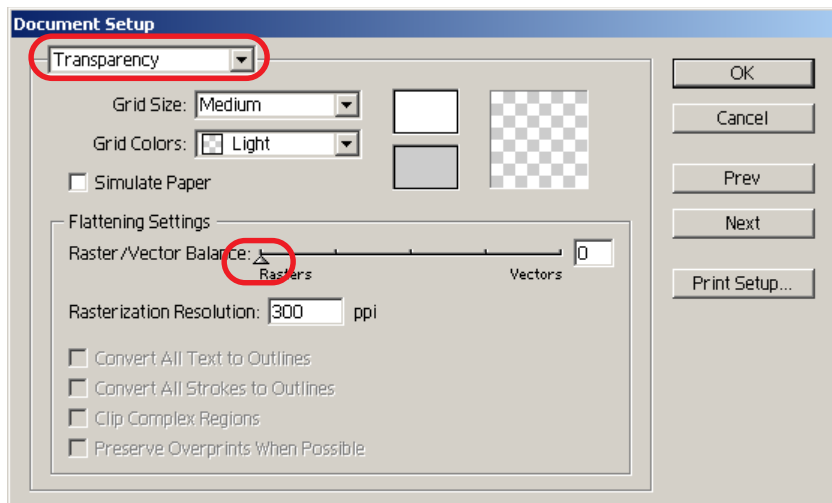 Document Setup
Transparency
OK
Grid Size: Medium
Cancel
Grid Colors: Light
Simulate Paper
Prev
Flattening Settings
Next
Raster/Vector Balance: 0
Rasters Vectors
Print Setup...
Rasterization Resolution: 300 ppi
Convert All Text to Outlines
Convert All Strokes to Outlines
Clip Complex Regions
Preserve Overprints When Possible